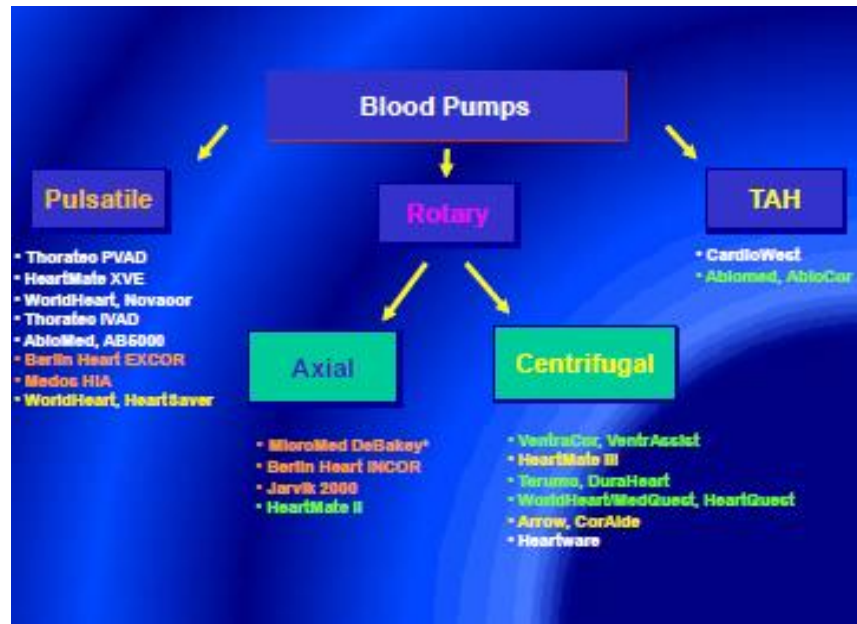 Blood Pumps
Pulsatile
Rotary
TAH
• Thoratec PVAD
• HeartMate XVE
• WorldHeart, Novacor
• Thoratec IVAD
• AbioMed, AB5000
• Berlin Heart EXCOR
• Medos HIA
• WorldHeart, HeartSaver
• CardioWest
• Abiomed, AbioCor
Axial
Centrifugal
• MicroMed DeBakey*
• Berlin Heart INCOR
• Jarvik 2000
• HeartMate II
• VentraCor, VentrAssist
• HeartMate III
• Terumo, DuraHeart
• WorldHeart/MedQuest, HeartQuest
• Arrow, CorAide
• Heartware